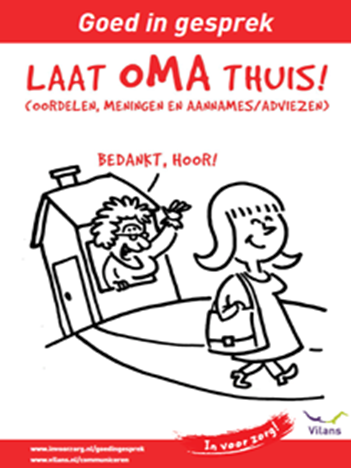 Goed in gesprek
LAAT OMA THUIS!
(OORDELEN, MENINGEN EN AANNAMES/ADVIEZEN)
BEDANKT, HOOR!
www.invoorzorg.nl/goedingesprek
www.vilans.nl/communiceren
In voor zorg!
Vilans